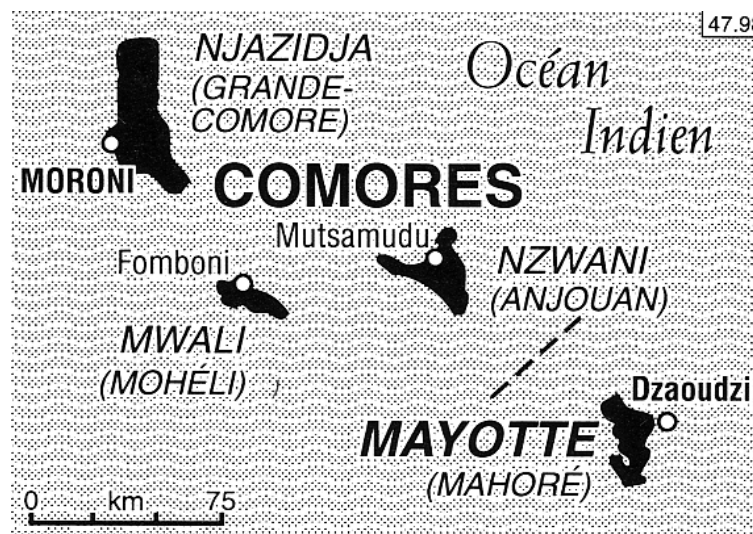 47.98
NJAZIDJA
(GRANDE-
COMORE)
Océan
Indien
MORONI
COMORES
Mutsamudu
Fomboni
NZWANI
(ANJOUAN)
MWALI
(MOHÉLI)
Dzaoudzi
MAYOTTE
(MAHORÉ)
0 km 75